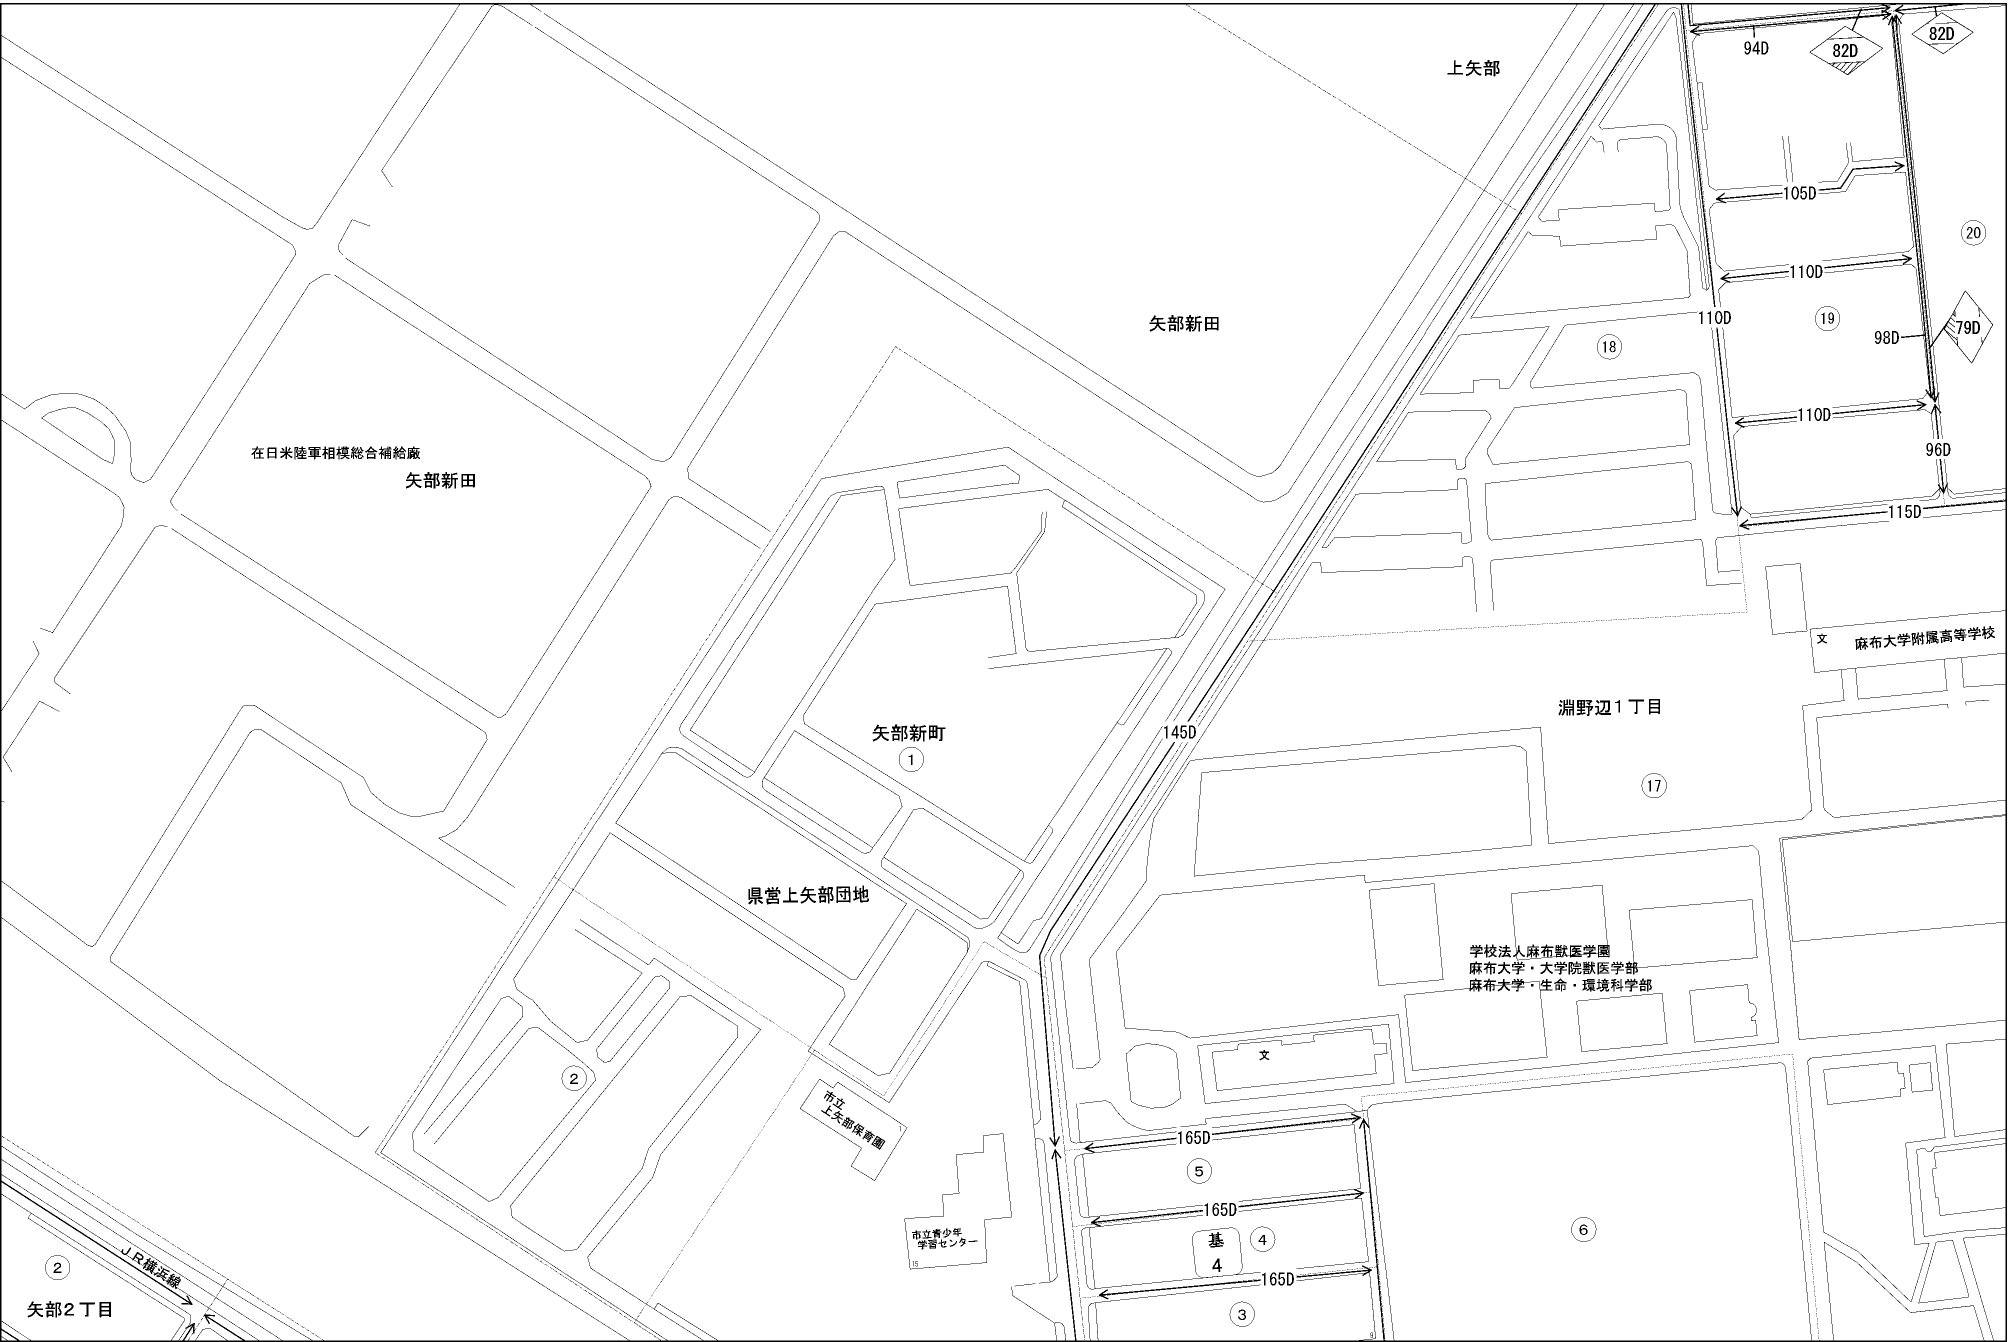 94D
82D
82D
上矢部
105D
20
110D
矢部新田
110D
19
79D
98D
18
110D
96D
在日米陸軍相模総合補給廠
矢部新田
115D
文
麻布大学附属高等学校
淵野辺1丁目
145D
矢部新町
1
17
県営上矢部団地
学校法人麻布獣医学園
麻布大学・大学院獣医学部
麻布大学・生命・環境科学部
文
2
市立
上矢部保育園
165D
5
165D
市立青少年
学習センター
15
基
4
4
6
165D
3
JR横浜線
2
矢部2丁目